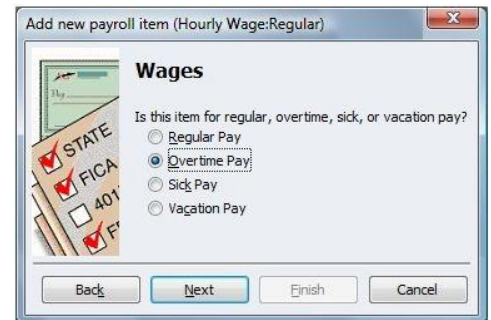 Add new payroll item (Hourly Wage:Regular)
Wages
Is this item for regular, overtime, sick, or vacation pay?
Regular Pay
Overtime Pay
Sick Pay
Vacation Pay
STATE
FICA
401
Back
Next
Finish
Cancel